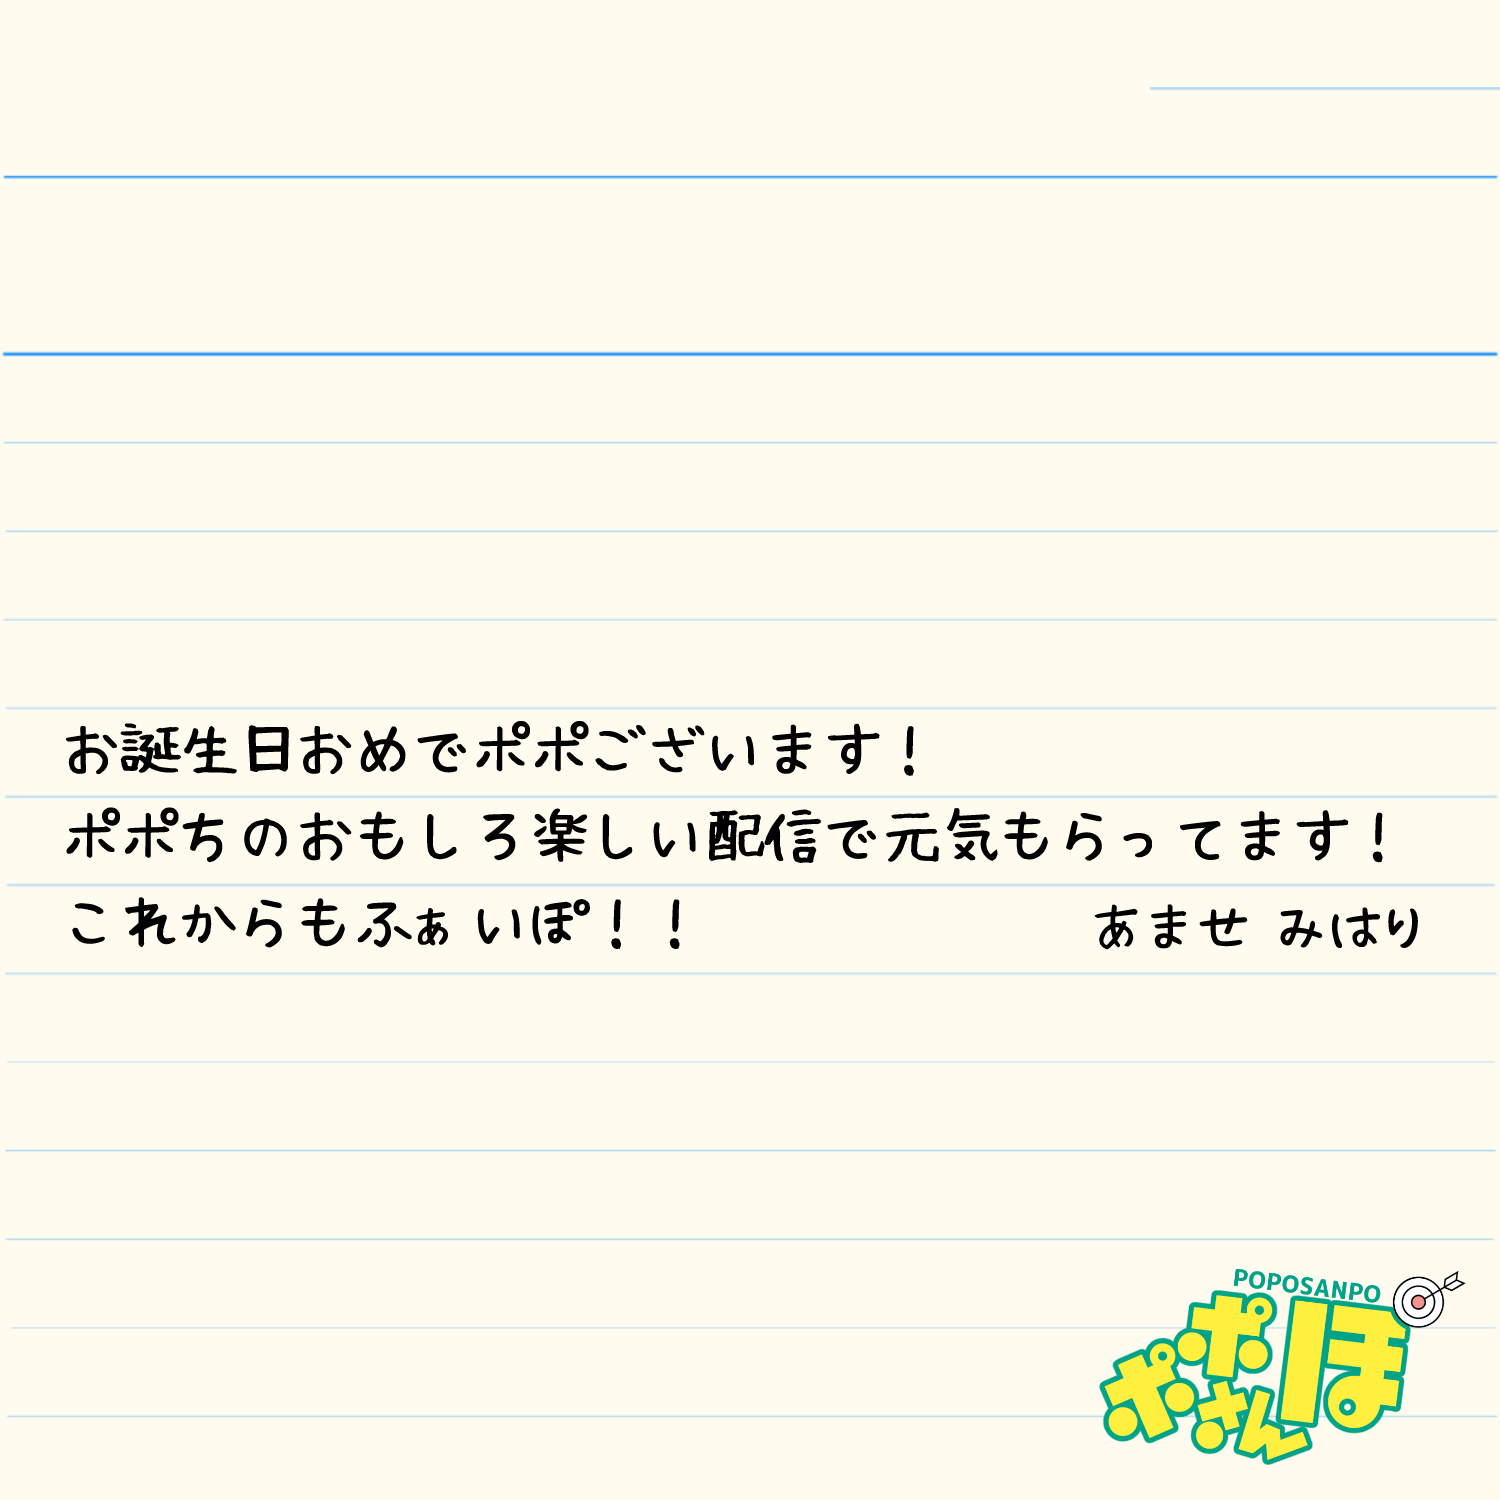 お誕生日おめでポポございます！
ポポちのおもしろ楽しい配信で元気もらってます！
これからもふぁいぽ！！
あませ みはり
POPOSANPO
ポポさんぽ